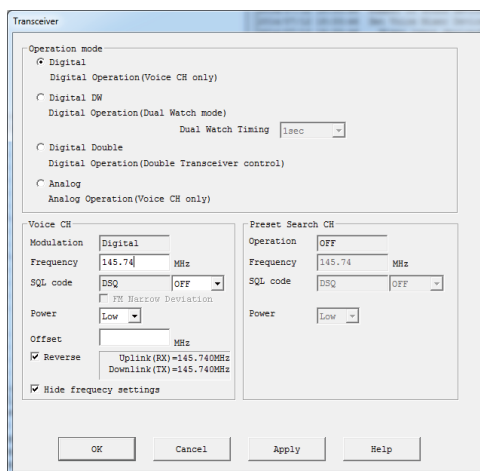 Transceiver
Operation mode
Digital
Digital Operation(Voice CH only)
Digital DW
Digital Operation(Dual Watch mode)
Dual Watch Timing 1sec
Digital Double
Digital Operation(Double Transceiver control)
Analog
Analog Operation(Voice CH only)
Voice CH
Modulation Digital
Frequency 145.74 MHz
SQL code DSQ OFF
FM Narrow Deviation
Power Low
Offset MHz
Reverse Uplink(RX)=145.740MHz
Downlink(TX)=145.740MHz
Hide frequecy settings
Preset Search CH
Operation OFF
Frequency 145.74 MHz
SQL code DSQ OFF
Power Low
OK Cancel Apply Help